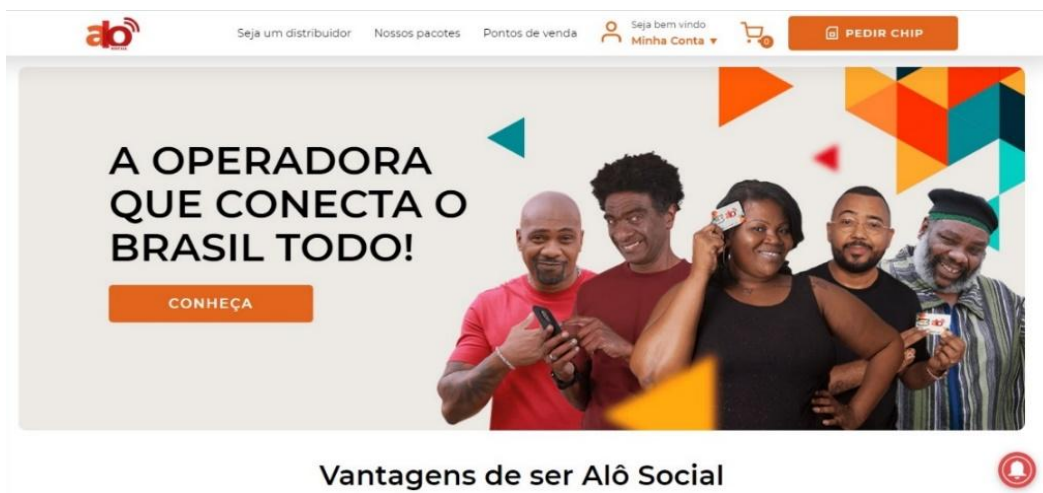 alô
Seja um distribuidor
Nossos pacotes
Pontos de venda
Seja bem vindo
Minha Conta ▼
0
PEDIR CHIP
A OPERADORA
QUE CONECTA O
BRASIL TODO!
CONHEÇA
Vantagens de ser Alô Social